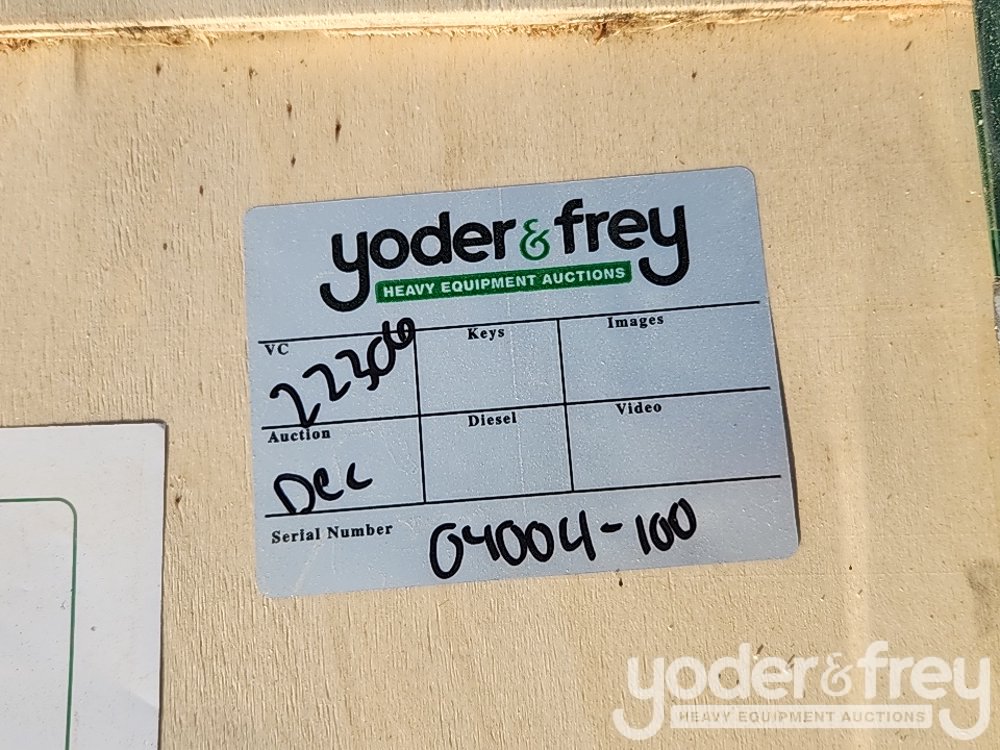 yoder & frey
HEAVY EQUIPMENT AUCTIONS
VC Keys Images
22306
Auction Diesel Video
Dec
Serial Number 04004-100
yoder & frey
HEAVY EQUIPMENT AUCTIONS